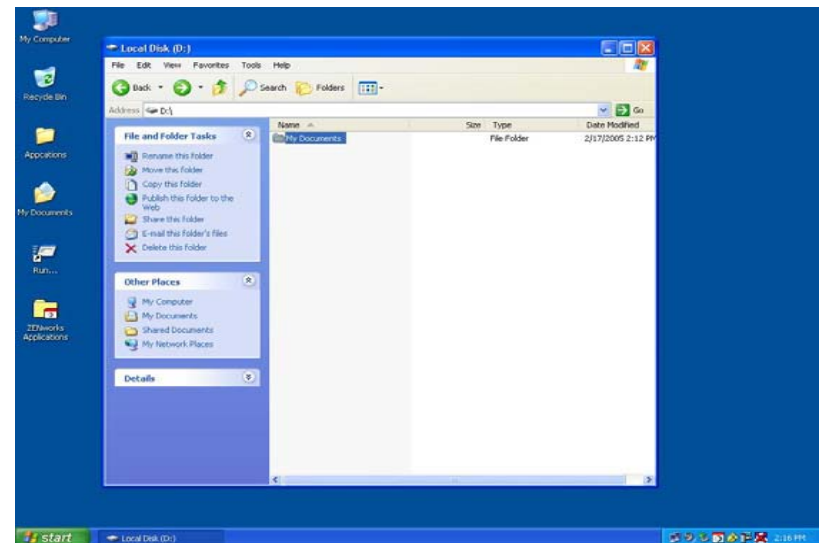 My Computer
Recycle Bin
Appcations
My Documents
Run...
ZENworks
Applications
Local Disk (D:)
File Edit View Favorites Tools Help
Back Search Folders
Address D:\ Go
Name Size Type Date Modified
My Documents File Folder 2/17/2005 2:12 PM
File and Folder Tasks
Rename this folder
Move this folder
Copy this folder
Publish this folder to the
Web
Share this folder
E-mail this folder's files
Delete this folder
Other Places
My Computer
My Documents
Shared Documents
My Network Places
Details
start Local Disk (D:) 2:16 PM